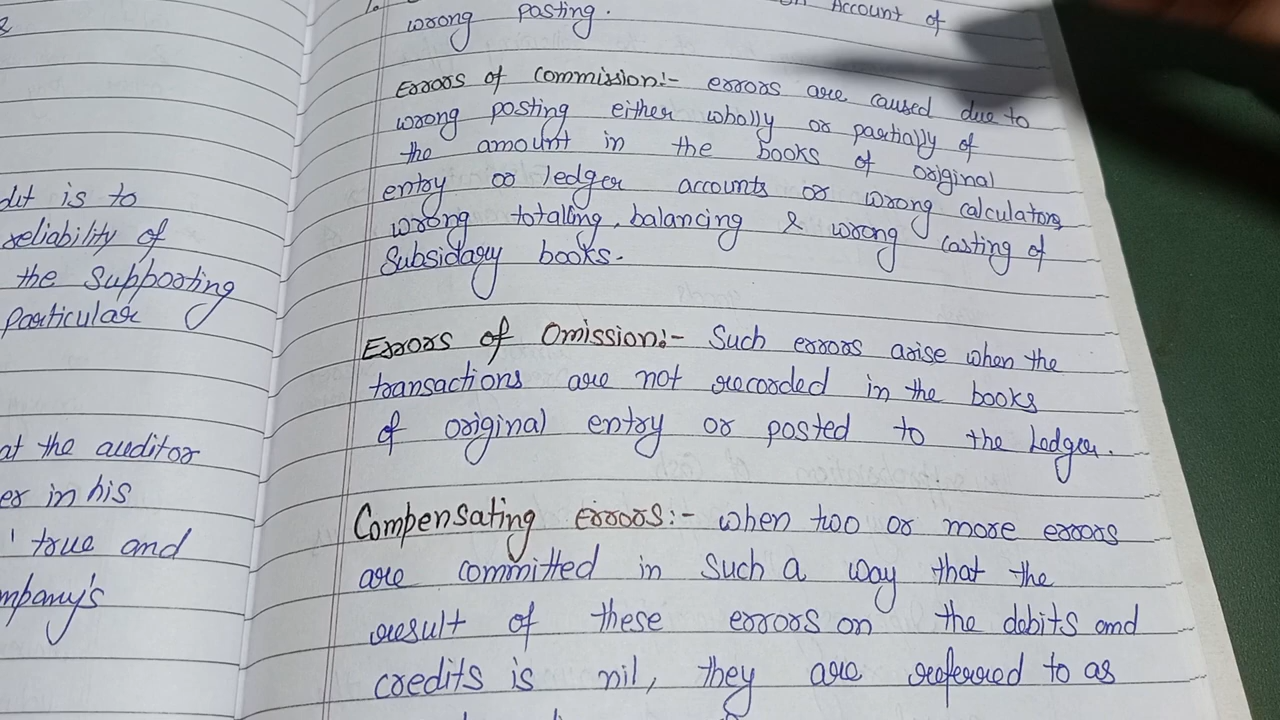 dit is to
reliability of
the Supporting
particular
at the auditor
er in his
true and
mpany's
Account of
wrong posting.
Errors of Commission:- errors are caused due to
wrong posting either wholly or partially of
the amount in the books of original
entry or ledger accounts or wrong calculations
wrong totalling, balancing & wrong casting of
Subsidary books.
Errors of Omission:- Such errors arise when the
transactions are not recorded in the books
of original entry or posted to the Ledger.
Compensating Errors:- when two or more errors
are committed in Such a way that the
result of these errors on the debits and
credits is nil, they are referred to as